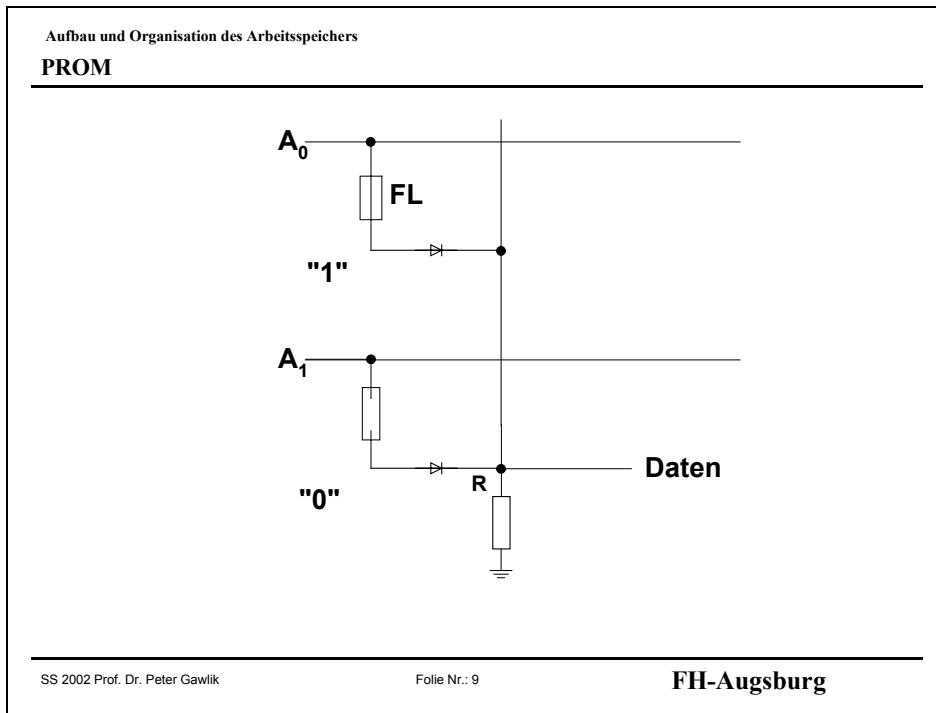 Aufbau und Organisation des Arbeitsspeichers
PROM
A0
FL
"1"
A1
Daten
R
"0"
SS 2002 Prof. Dr. Peter Gawlik Folie Nr.: 9 FH-Augsburg